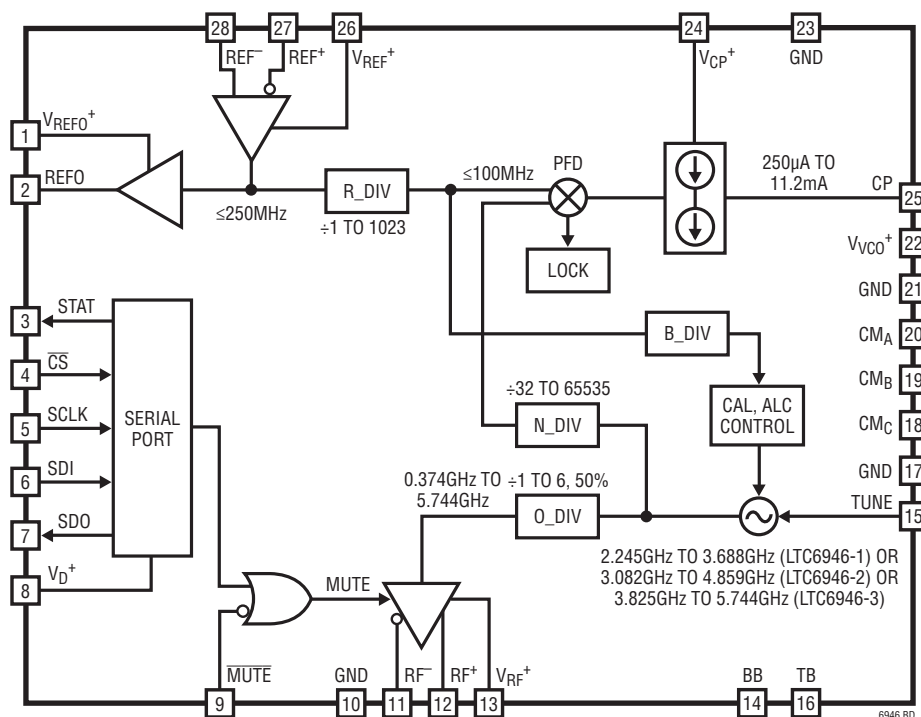 28
27
26
24
23
REF⁻
REF⁺
V_REF⁺
V_CP⁺
GND
1
V_REFO⁺
2
REFO
≤250MHz
R_DIV
÷1 TO 1023
≤100MHz
PFD
LOCK
250µA TO
11.2mA
CP
25
V_VCO⁺
22
GND
21
CM_A
20
CM_B
19
CM_C
18
GND
17
TUNE
15
3
STAT
4
C̅S̅
5
SCLK
6
SDI
7
SDO
8
V_D⁺
SERIAL
PORT
B_DIV
CAL, ALC
CONTROL
÷32 TO 65535
N_DIV
0.374GHz TO
5.744GHz
÷1 TO 6, 50%
O_DIV
2.245GHz TO 3.688GHz (LTC6946-1) OR
3.082GHz TO 4.859GHz (LTC6946-2) OR
3.825GHz TO 5.744GHz (LTC6946-3)
MUTE
M̅U̅T̅E̅
GND
RF⁻
RF⁺
V_RF⁺
BB
TB
9
10
11
12
13
14
16
6946 BD